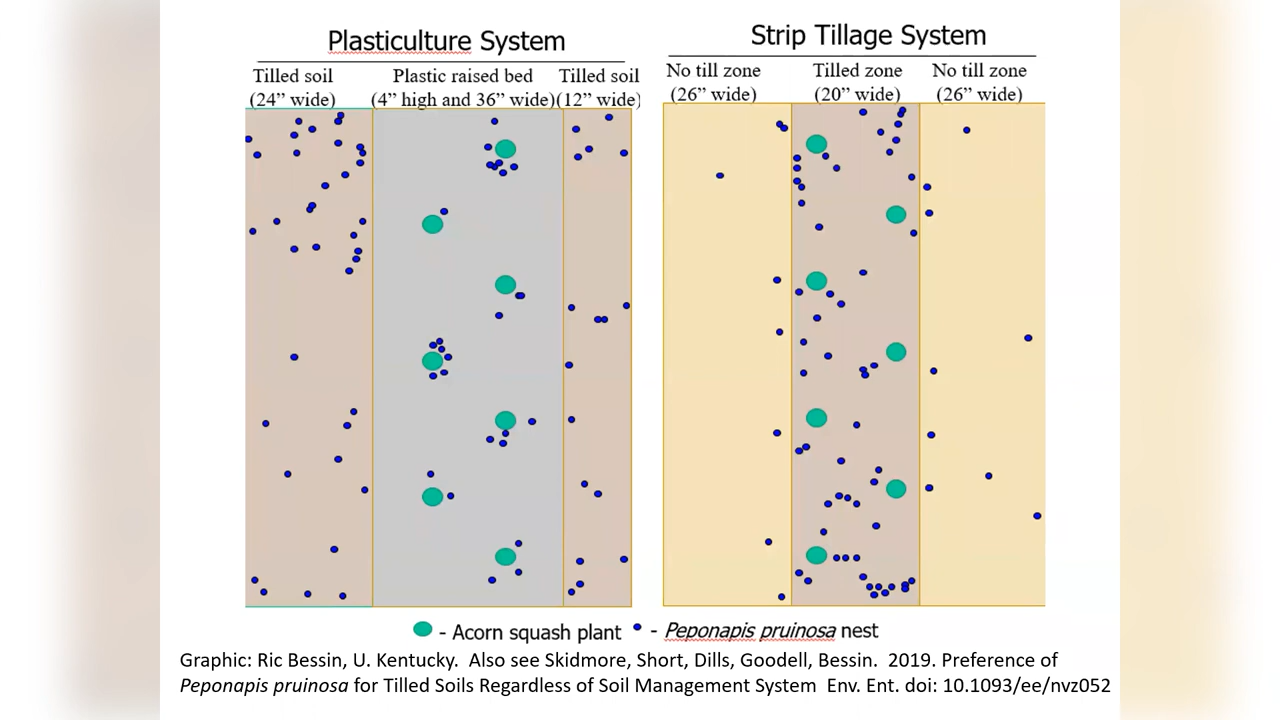 Plasticulture System
Tilled soil
(24” wide)
Plastic raised bed
(4” high and 36” wide)
Tilled soil
(12” wide)
Strip Tillage System
No till zone
(26” wide)
Tilled zone
(20” wide)
No till zone
(26” wide)
- Acorn squash plant - Peponapis pruinosa nest
Graphic: Ric Bessin, U. Kentucky. Also see Skidmore, Short, Dills, Goodell, Bessin. 2019. Preference of
Peponapis pruinosa for Tilled Soils Regardless of Soil Management System Env. Ent. doi: 10.1093/ee/nvz052